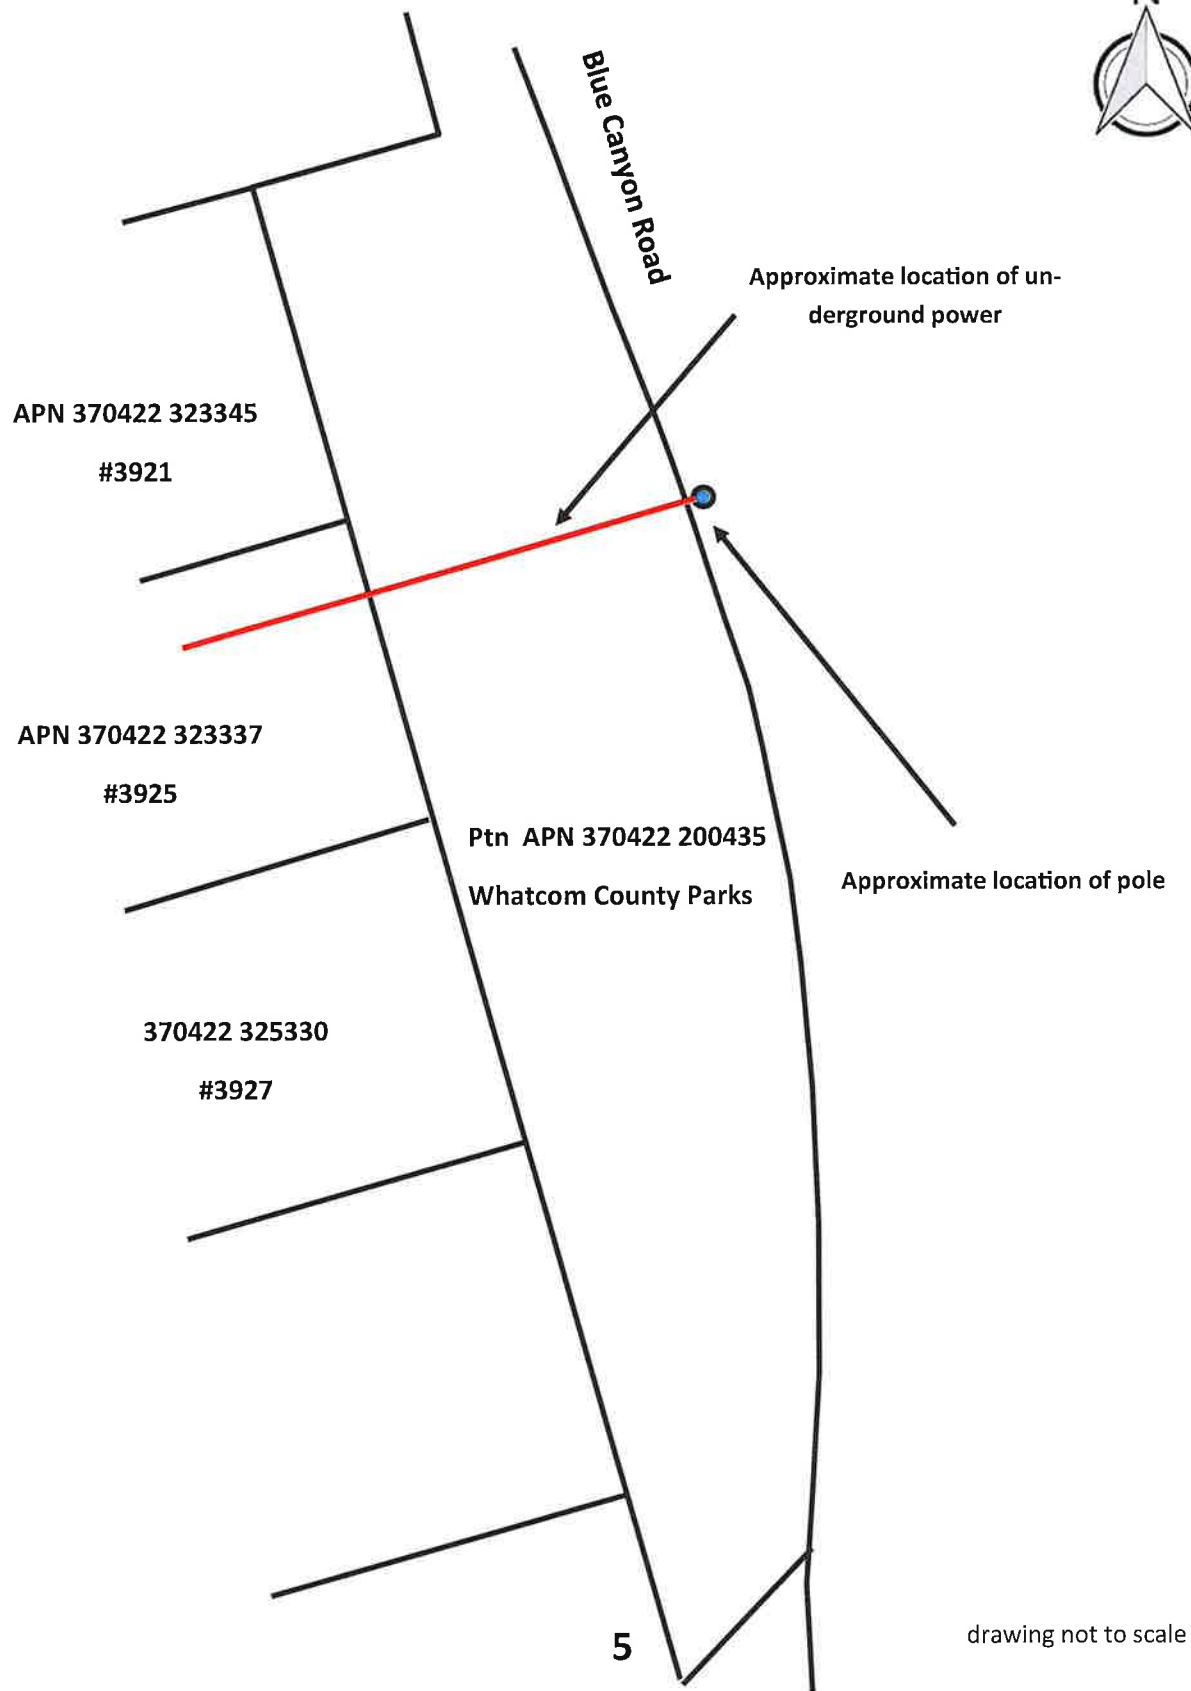 N
Blue Canyon Road
Approximate location of un-
derground power
APN 370422 323345
#3921
APN 370422 323337
#3925
Ptn APN 370422 200435
Whatcom County Parks
Approximate location of pole
370422 325330
#3927
5
drawing not to scale